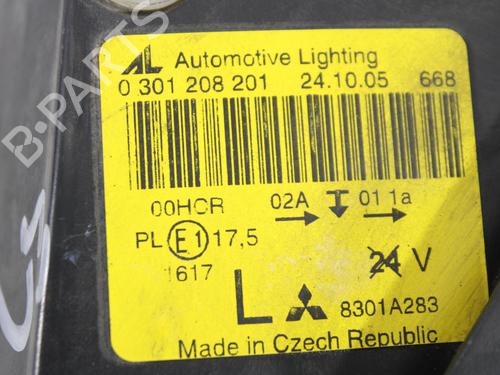 AL Automotive Lighting
0 301 208 201 24.10.05 668
00HCR 02A 01 1a
PL E1 17,5
1617
24 V
L 8301A283
Made in Czech Republic
B-PARTS